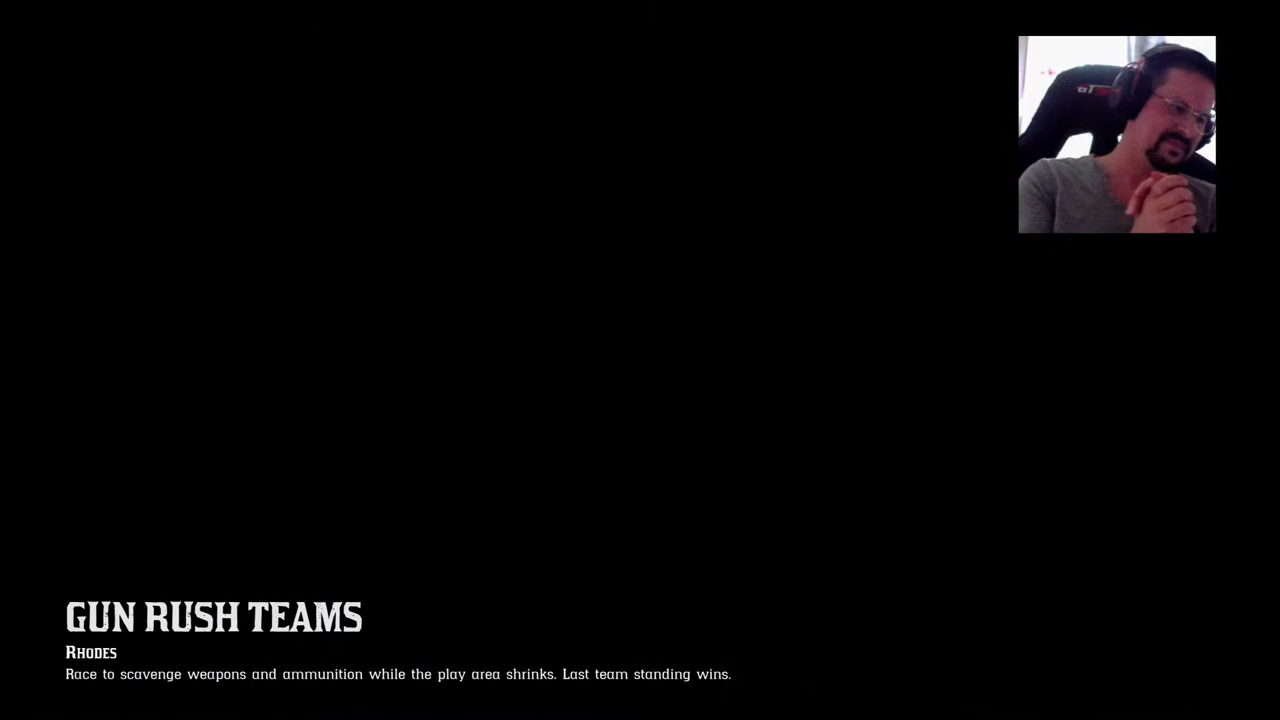 GUN RUSH TEAMS
RHODES
Race to scavenge weapons and ammunition while the play area shrinks. Last team standing wins.